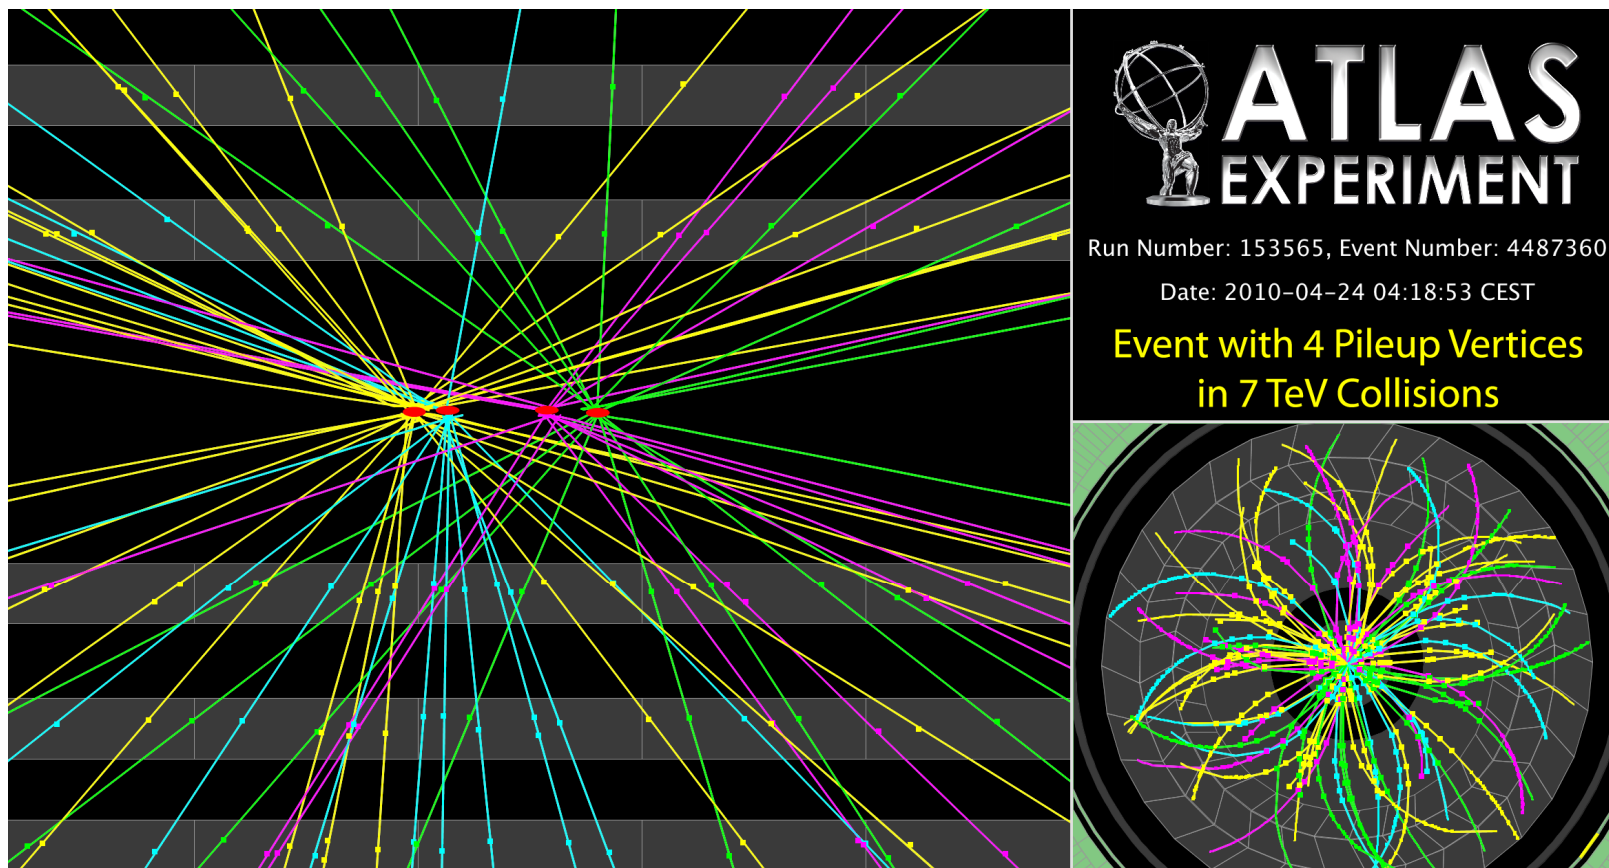 ATLAS
EXPERIMENT
Run Number: 153565, Event Number: 4487360
Date: 2010-04-24 04:18:53 CEST
Event with 4 Pileup Vertices
in 7 TeV Collisions